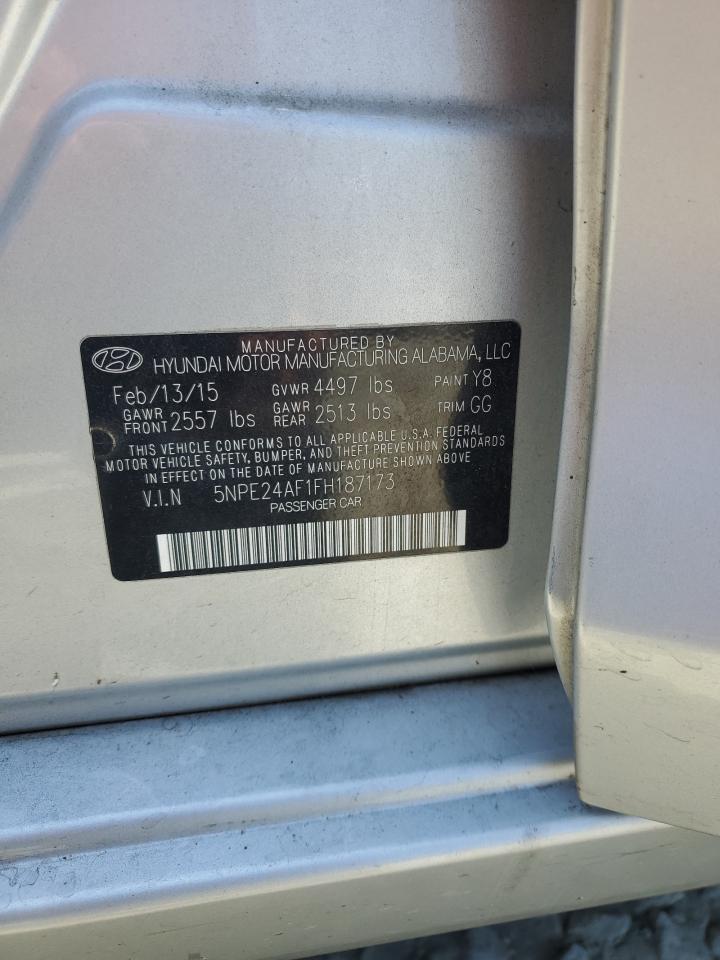 MANUFACTURED BY
HYUNDAI MOTOR MANUFACTURING ALABAMA, LLC
Feb/13/15 GVWR 4497 lbs PAINT Y8
GAWR FRONT 2557 lbs GAWR REAR 2513 lbs TRIM GG
THIS VEHICLE CONFORMS TO ALL APPLICABLE U.S.A. FEDERAL
MOTOR VEHICLE SAFETY, BUMPER, AND THEFT PREVENTION STANDARDS
IN EFFECT ON THE DATE OF MANUFACTURE SHOWN ABOVE
V.I.N 5NPE24AF1FH187173
PASSENGER CAR